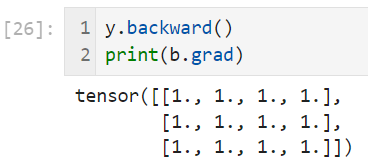 [26]:
1 y.backward()
2 print(b.grad)
tensor([[1., 1., 1., 1.],
        [1., 1., 1., 1.],
        [1., 1., 1., 1.]])